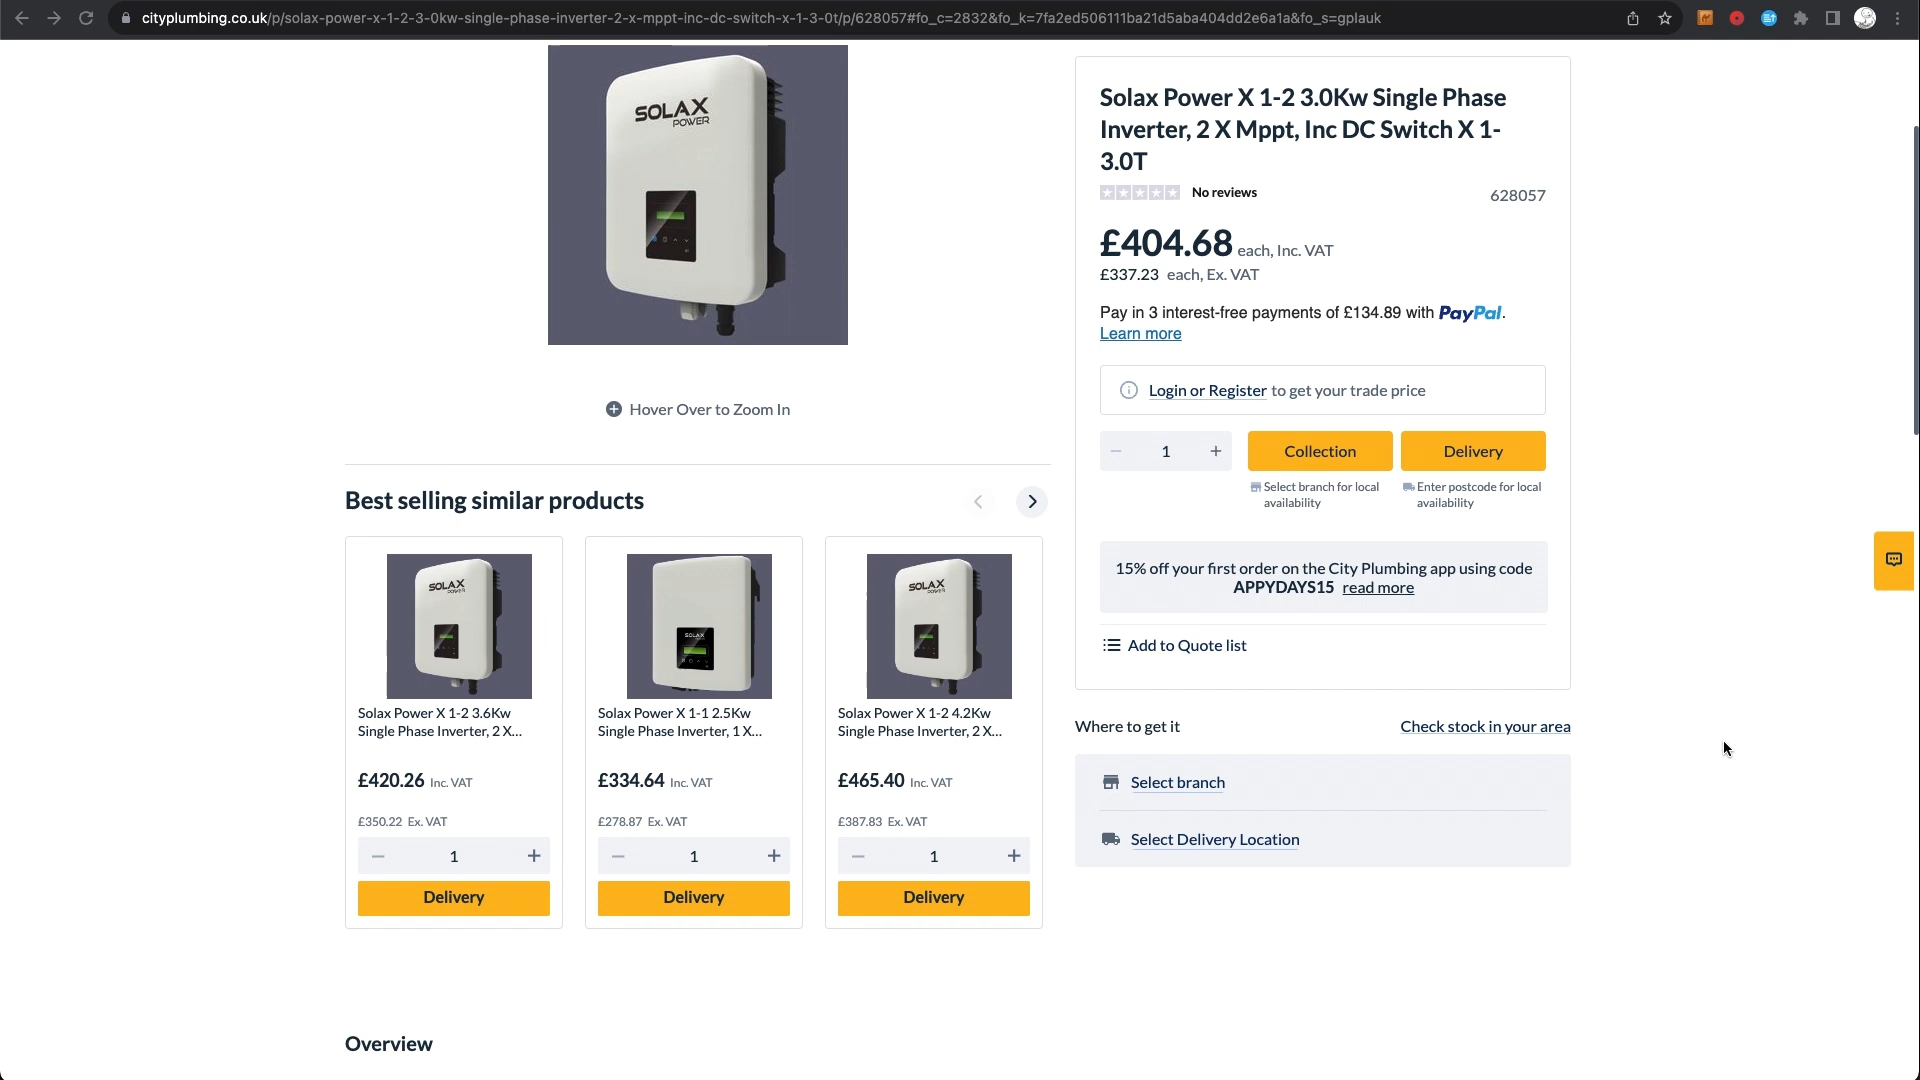 cityplumbing.co.uk/p/solax-power-x-1-2-3-0kw-single-phase-inverter-2-x-mppt-inc-dc-switch-x-1-3-0t/p/628057#fo_c=2832&fo_k=7fa2ed506111ba21d5aba404dd2e6a1a&fo_s=gplauk
SOLAX
POWER
Hover Over to Zoom In
Solax Power X 1-2 3.0Kw Single Phase
Inverter, 2 X Mppt, Inc DC Switch X 1-
3.0T
No reviews
628057
£404.68 each, Inc. VAT
£337.23 each, Ex. VAT
Pay in 3 interest-free payments of £134.89 with PayPal.
Learn more
Login or Register to get your trade price
1
Collection
Delivery
Select branch for local
availability
Enter postcode for local
availability
15% off your first order on the City Plumbing app using code
APPYDAYS15 read more
Add to Quote list
Where to get it
Check stock in your area
Select branch
Select Delivery Location
Best selling similar products
SOLAX
POWER
Solax Power X 1-2 3.6Kw
Single Phase Inverter, 2 X...
£420.26 Inc. VAT
£350.22 Ex. VAT
1
Delivery
SOLAX
Solax Power X 1-1 2.5Kw
Single Phase Inverter, 1 X...
£334.64 Inc. VAT
£278.87 Ex. VAT
1
Delivery
SOLAX
POWER
Solax Power X 1-2 4.2Kw
Single Phase Inverter, 2 X...
£465.40 Inc. VAT
£387.83 Ex. VAT
1
Delivery
Overview